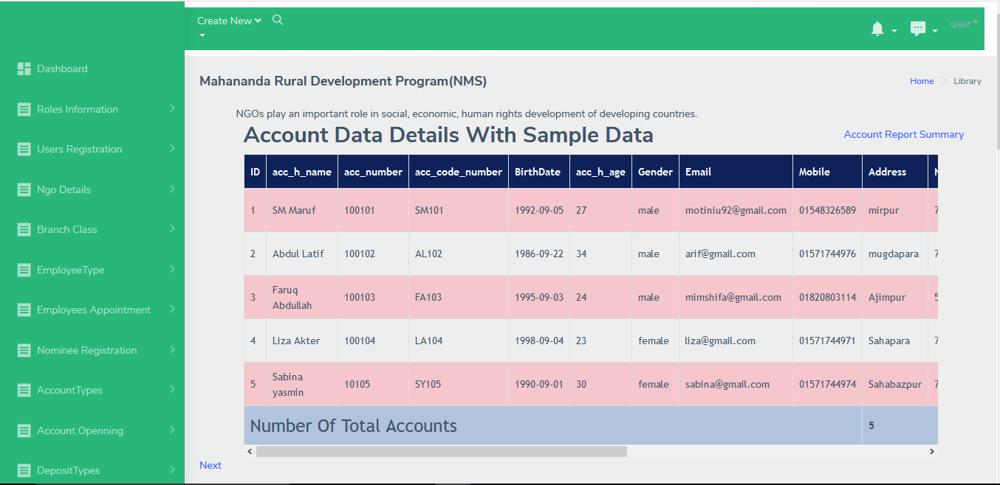 Create New
user
Dashboard
Roles Information
Users Registration
Ngo Details
Branch Class
EmployeeType
Employees Appointment
Nominee Registration
AccountTypes
Account Openning
DepositTypes
Mahananda Rural Development Program(NMS)
Home Library
NGOs play an important role in social, economic, human rights development of developing countries.
Account Data Details With Sample Data
Account Report Summary
ID acc_h_name acc_number acc_code_number BirthDate acc_h_age Gender Email Mobile Address
1 SM Maruf 100101 SM101 1992-09-05 27 male motiniu92@gmail.com 01548326589 mirpur 7
2 Abdul Latif 100102 AL102 1986-09-22 34 male arif@gmail.com 01571744976 mugdapara 7
3 Faruq Abdullah 100103 FA103 1995-09-03 24 male mimshifa@gmail.com 01820803114 Ajimpur 5
4 Liza Akter 100104 LA104 1998-09-04 23 female liza@gmail.com 01571744971 Sahapara 7
5 Sabina yasmin 10105 SY105 1990-09-01 30 female sabina@gmail.com 01571744974 Sahabazpur 7
Number Of Total Accounts 5
Next